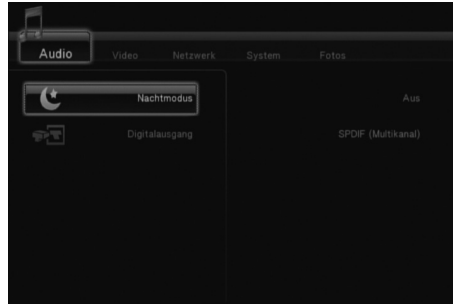 Audio Video Netzwerk System Fotos
Nachtmodus Aus
Digitalausgang SPDIF (Multikanal)